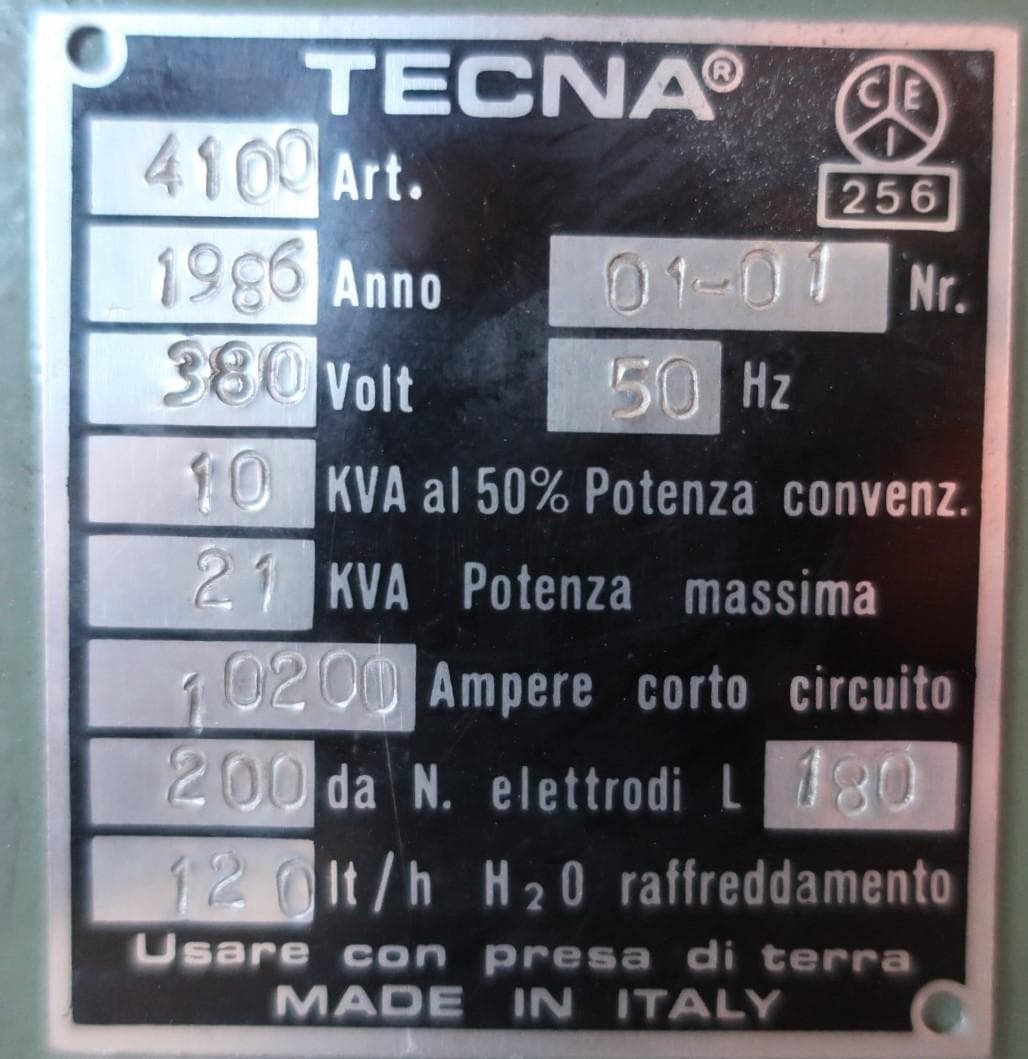 TECNA®
CEI
256
4100 Art.
1986 Anno 01-01 Nr.
380 Volt 50 Hz
10 KVA al 50% Potenza convenz.
21 KVA Potenza massima
10200 Ampere corto circuito
200 da N. elettrodi L 180
120 lt/h H₂O raffreddamento
Usare con presa di terra
MADE IN ITALY